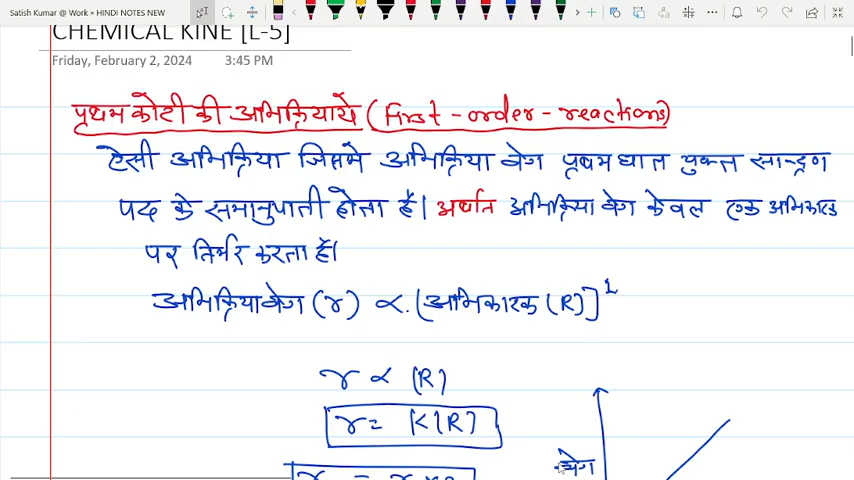 Satish Kumar @ Work » HINDI NOTES NEW
CHEMICAL KINE [L-5]
Friday, February 2, 2024 3:45 PM
प्रथम कोटी की अभिक्रियाये (First-order-reactions)
ऐसी अभिक्रिया जिसमे अभिक्रिया वेग प्रथम घात युक्त सान्द्रण
पद के समानुपाती होता है। अर्थात अभिक्रिया वेग केवल एक अभिकारक
पर निर्भर करता है।
अभिक्रिया वेग (r) ∝ . [अभिकारक (R)]¹
r ∝ [R]
r = K[R]
वेग